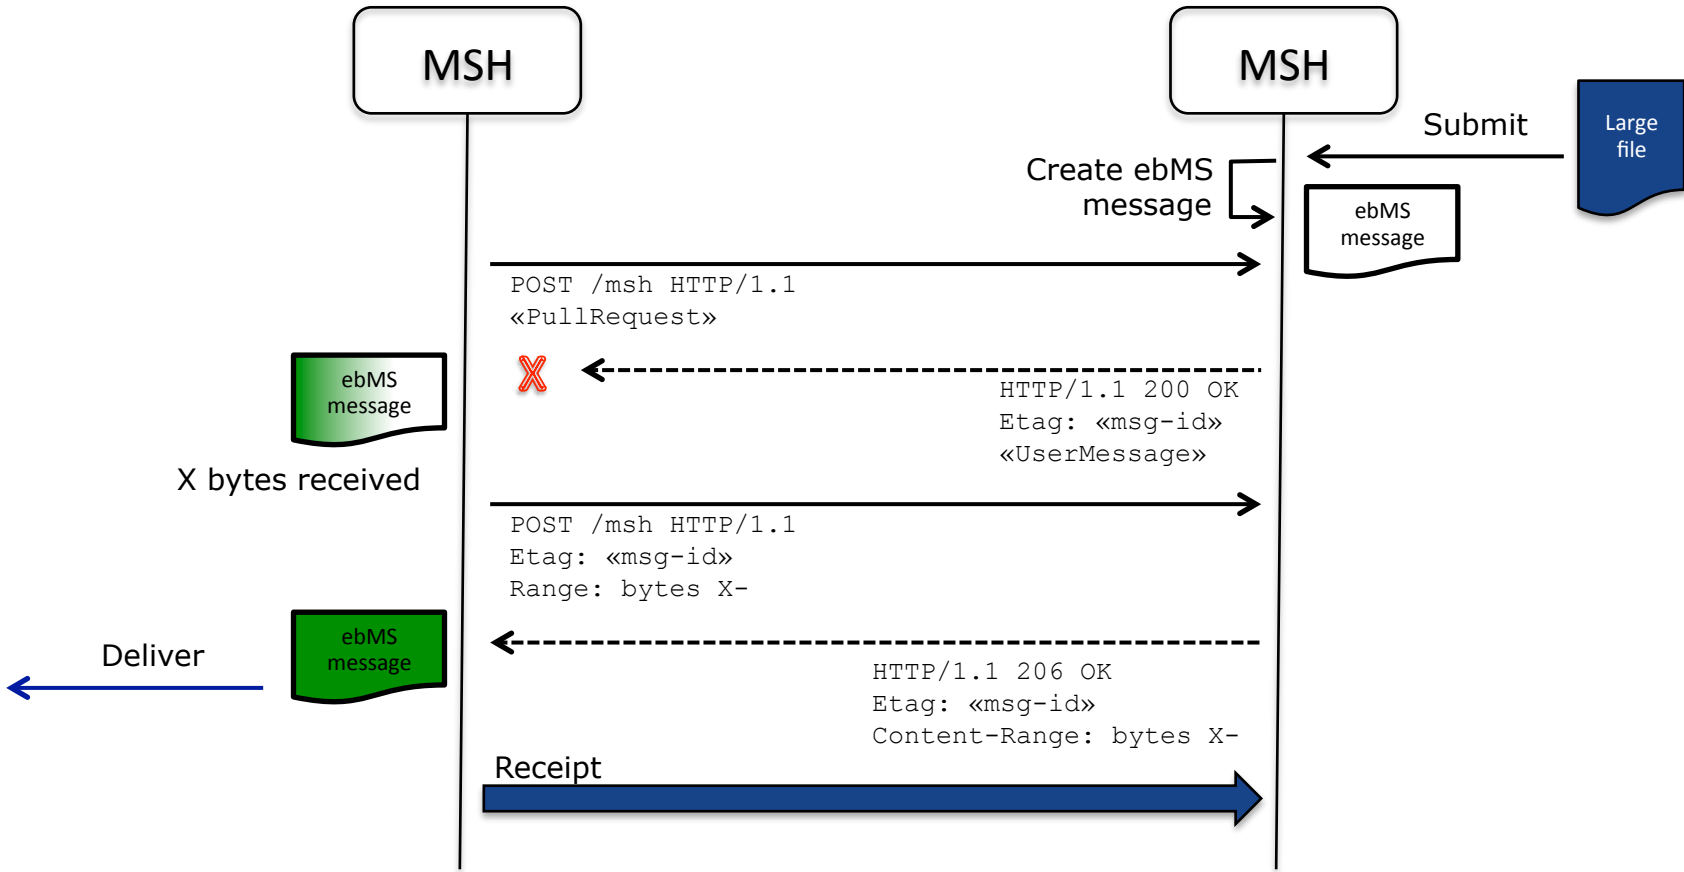 MSH
MSH
Submit
Large
file
Create ebMS
message
ebMS
message
POST /msh HTTP/1.1
«PullRequest»
X
ebMS
message
HTTP/1.1 200 OK
Etag: «msg-id»
«UserMessage»
X bytes received
POST /msh HTTP/1.1
Etag: «msg-id»
Range: bytes X-
Deliver
ebMS
message
HTTP/1.1 206 OK
Etag: «msg-id»
Content-Range: bytes X-
Receipt